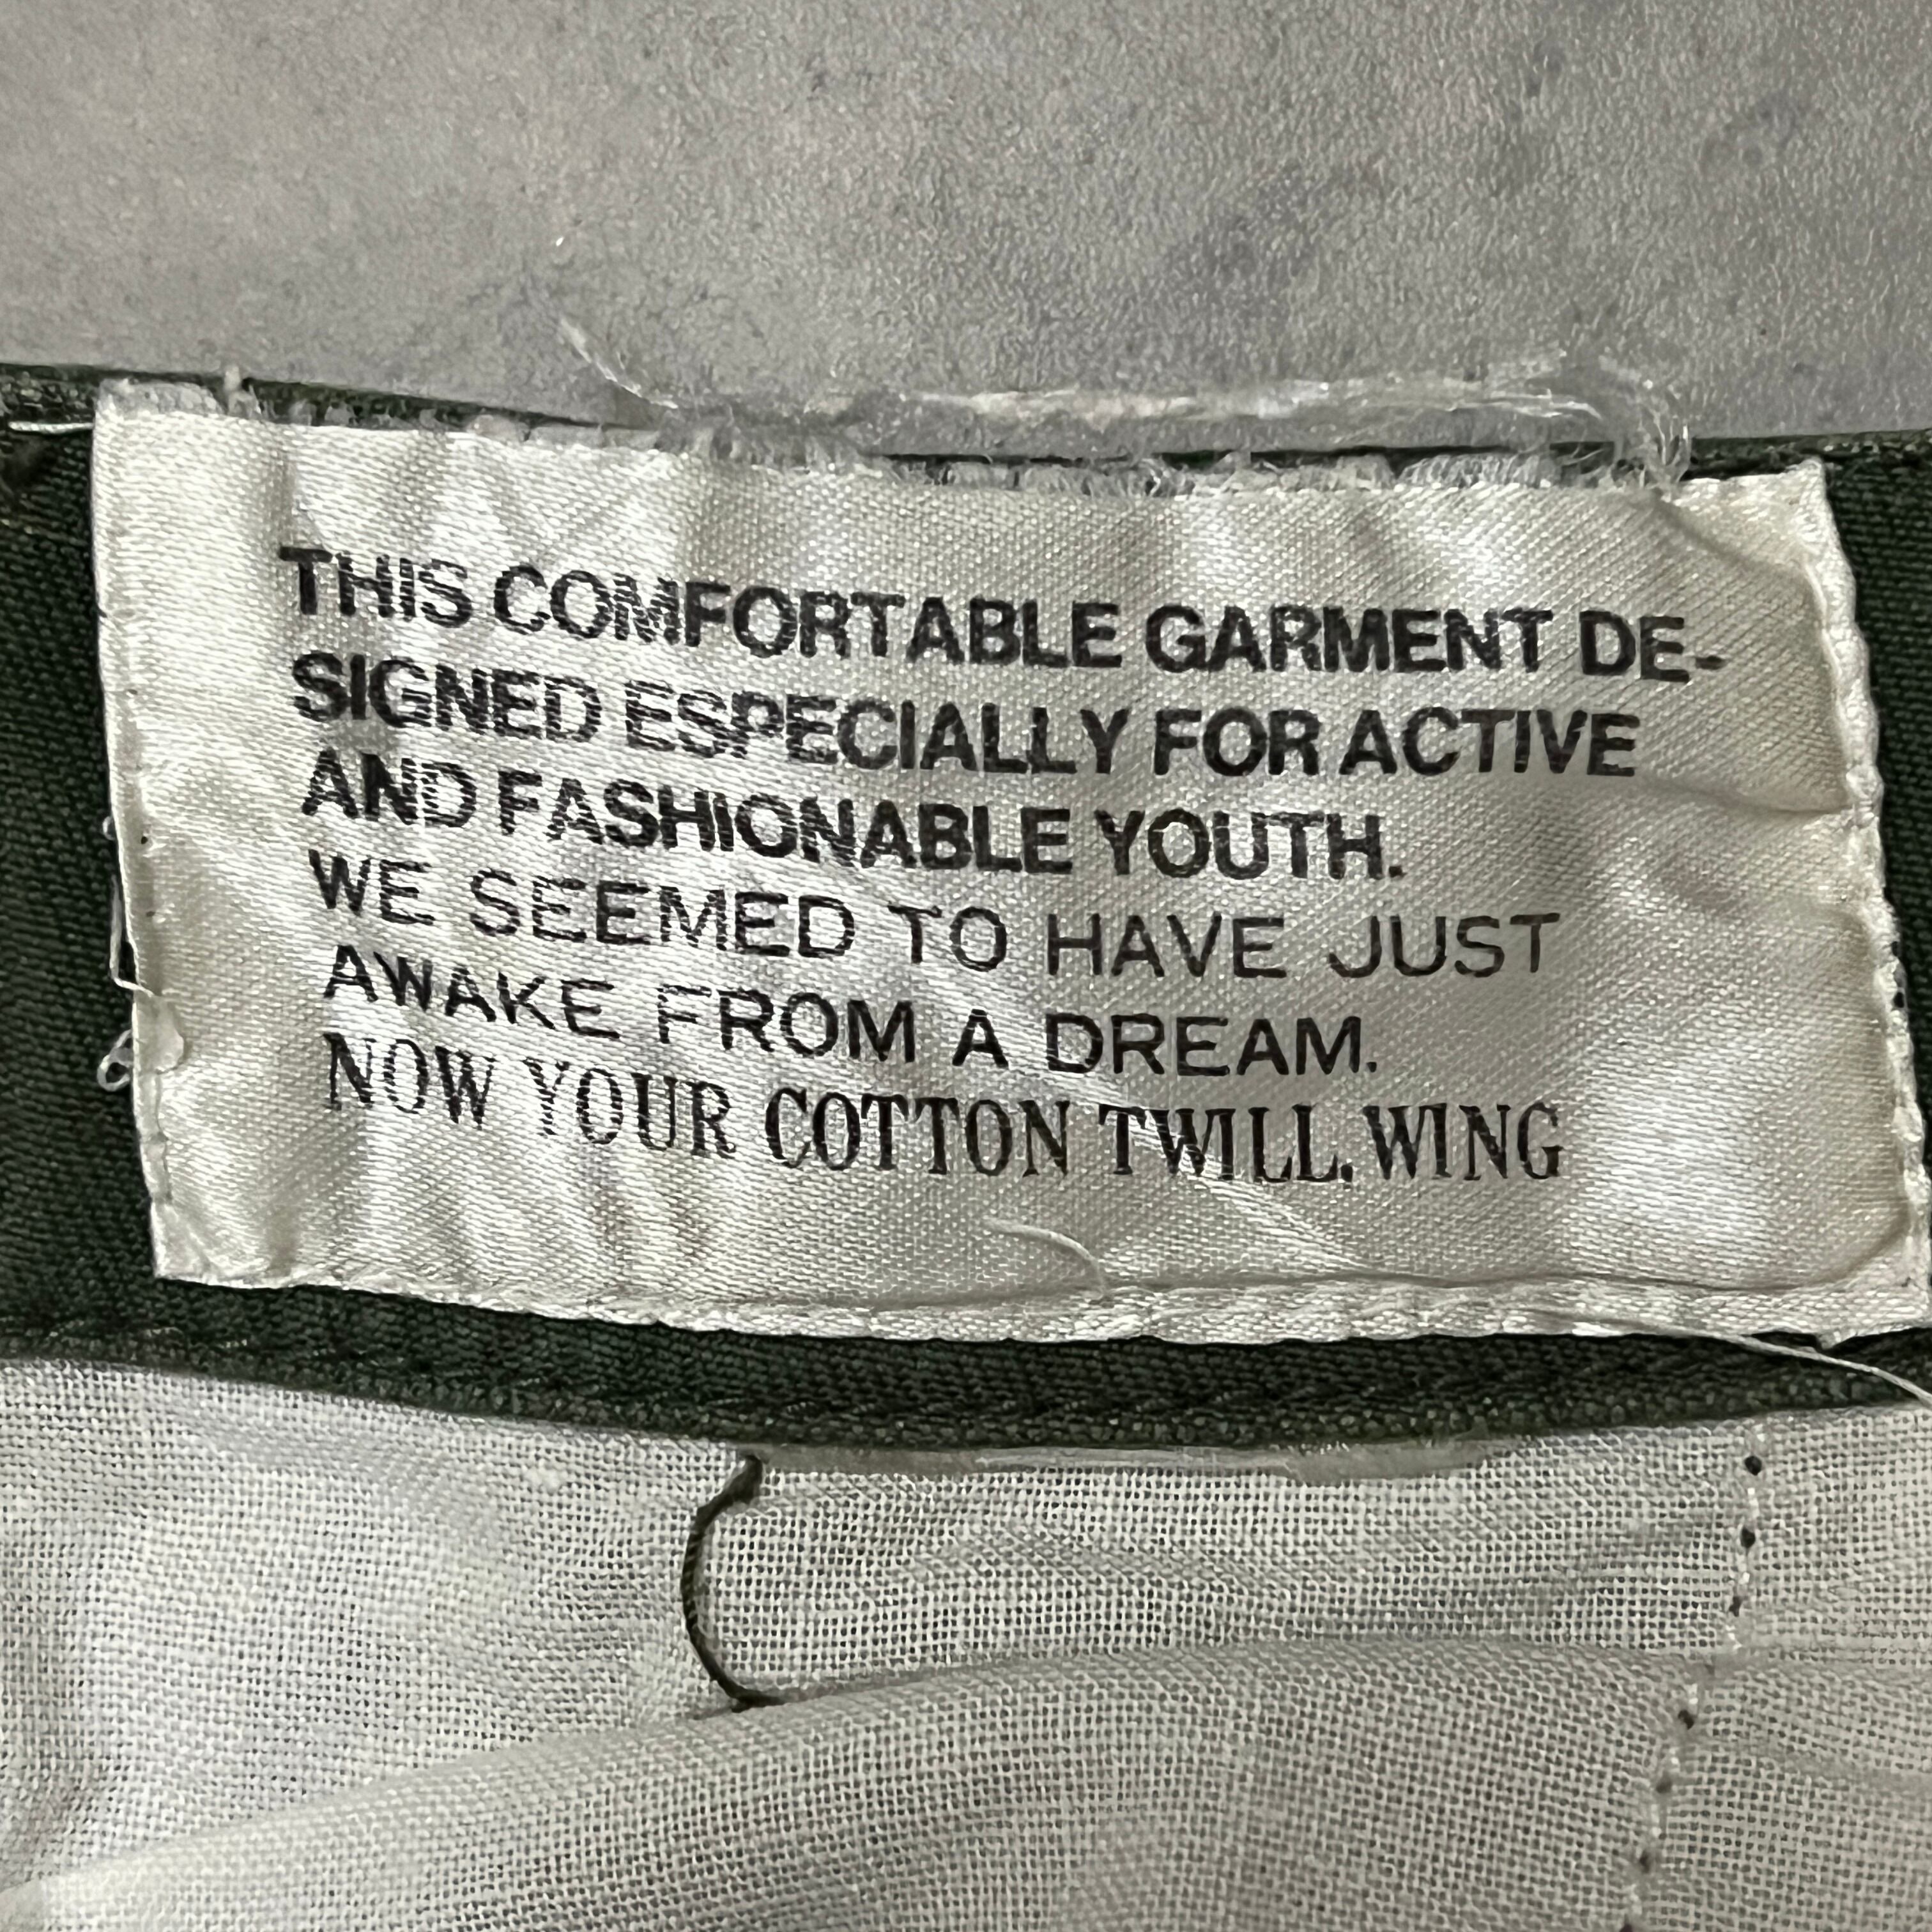 THIS COMFORTABLE GARMENT DE-
SIGNED ESPECIALLY FOR ACTIVE
AND FASHIONABLE YOUTH.
WE SEEMED TO HAVE JUST
AWAKE FROM A DREAM.
NOW YOUR COTTON TWILL. WING